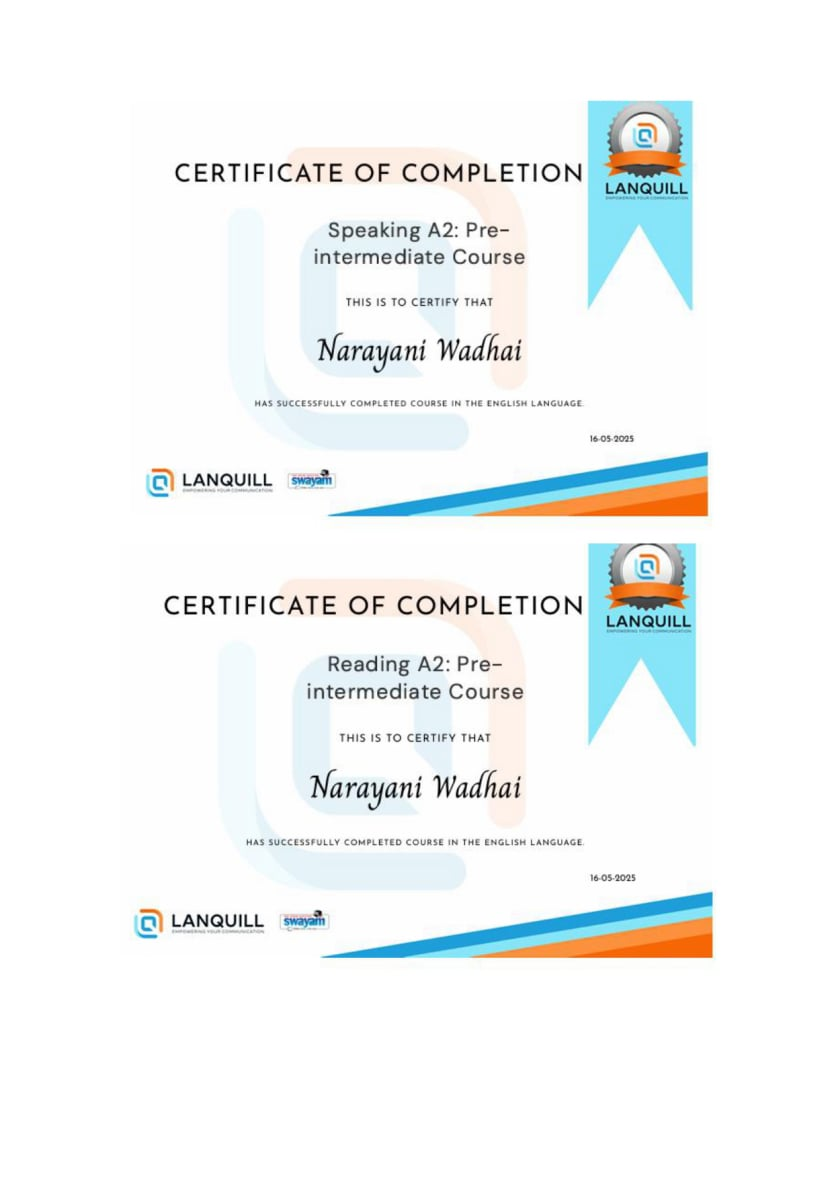 CERTIFICATE OF COMPLETION
LANQUILL
EMPOWERING YOUR COMMUNICATION
Speaking A2: Pre-
intermediate Course
THIS IS TO CERTIFY THAT
Narayani Wadhai
HAS SUCCESSFULLY COMPLETED COURSE IN THE ENGLISH LANGUAGE.
16-05-2025
LANQUILL
EMPOWERING YOUR COMMUNICATION
swayam
CERTIFICATE OF COMPLETION
LANQUILL
EMPOWERING YOUR COMMUNICATION
Reading A2: Pre-
intermediate Course
THIS IS TO CERTIFY THAT
Narayani Wadhai
HAS SUCCESSFULLY COMPLETED COURSE IN THE ENGLISH LANGUAGE.
16-05-2025
LANQUILL
EMPOWERING YOUR COMMUNICATION
swayam